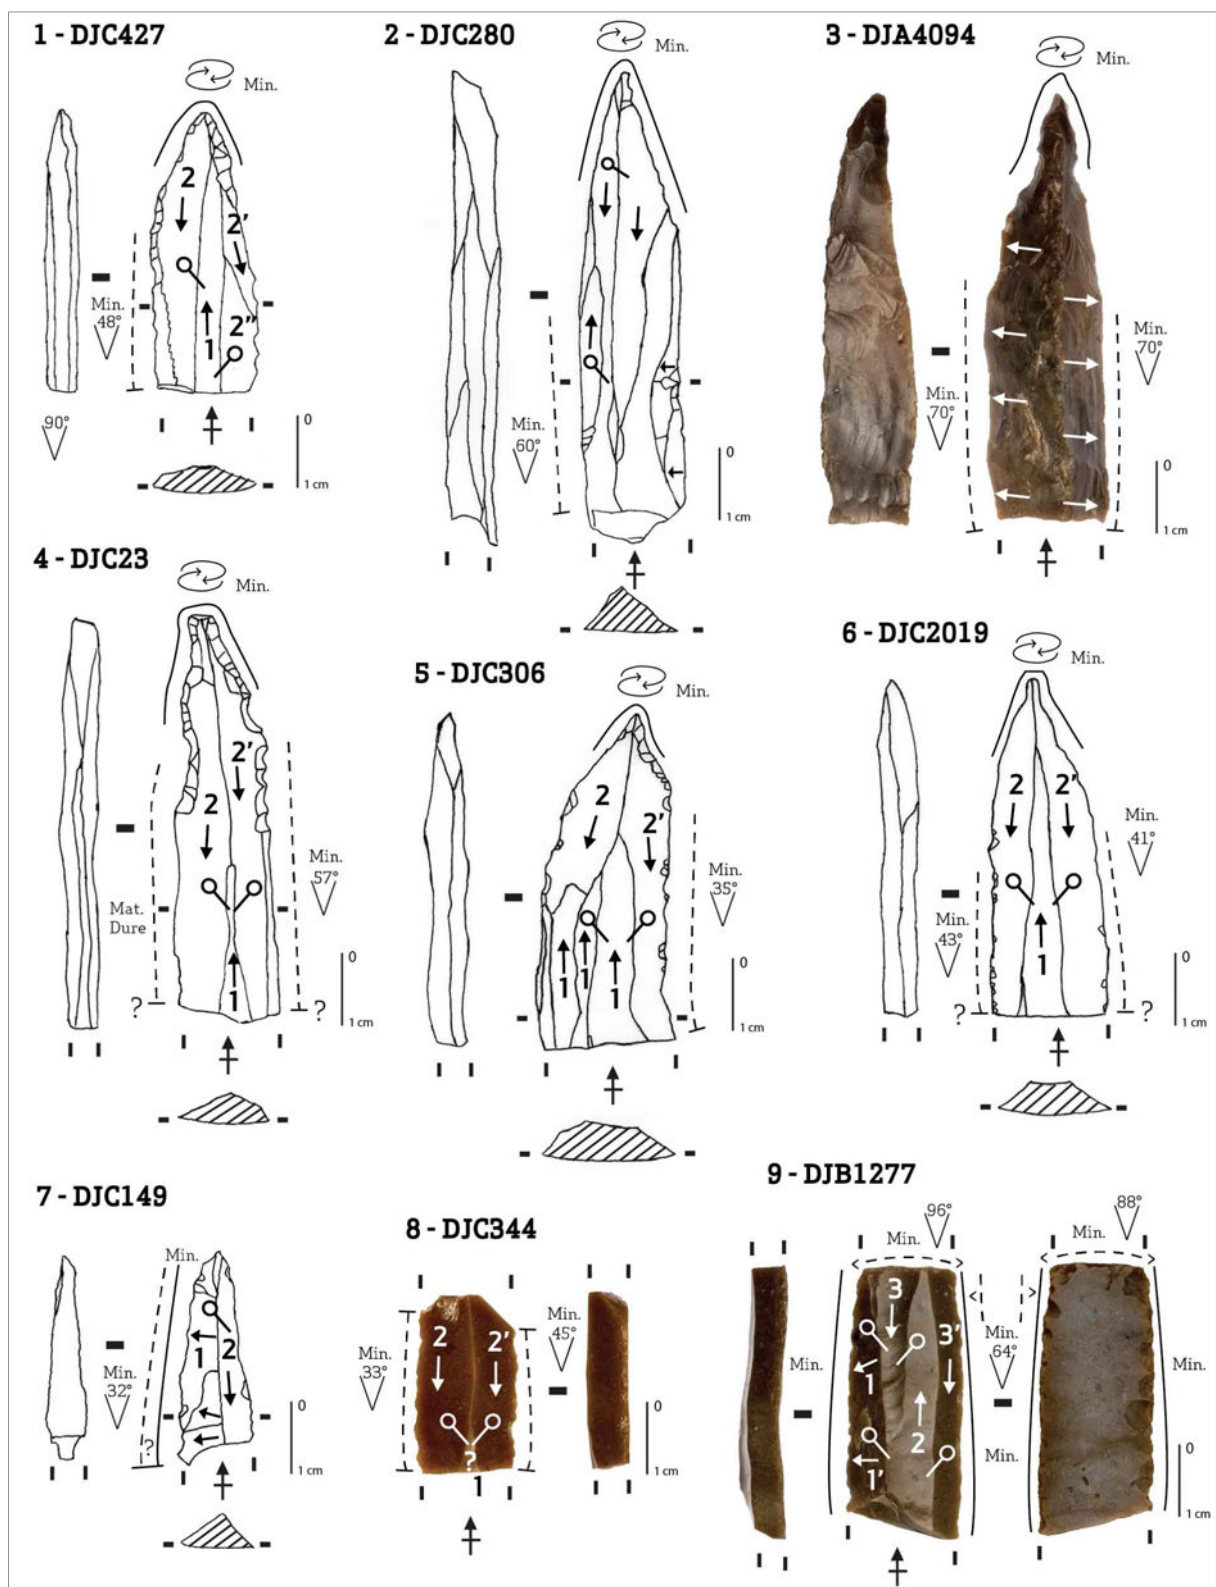 1 - DJC427
Min.
2
2'
1
2"
Min.
48°
90°
0
1 cm
2 - DJC280
Min.
Min.
60°
0
1 cm
3 - DJA4094
Min.
Min.
70°
Min.
70°
0
1 cm
4 - DJC23
Min.
2'
2
1
Mat.
Dure
Min.
57°
?
?
0
1 cm
5 - DJC306
Min.
2
2'
1
1
1
Min.
35°
0
1 cm
6 - DJC2019
Min.
2
2'
1
Min.
41°
Min.
43°
?
?
0
1 cm
7 - DJC149
Min.
1
2
Min.
32°
?
0
1 cm
8 - DJC344
2
2'
?
1
Min.
33°
Min.
45°
0
1 cm
9 - DJB1277
Min.
96°
Min.
88°
3
3'
1
2
1'
Min.
Min.
64°
Min.
Min.
0
1 cm